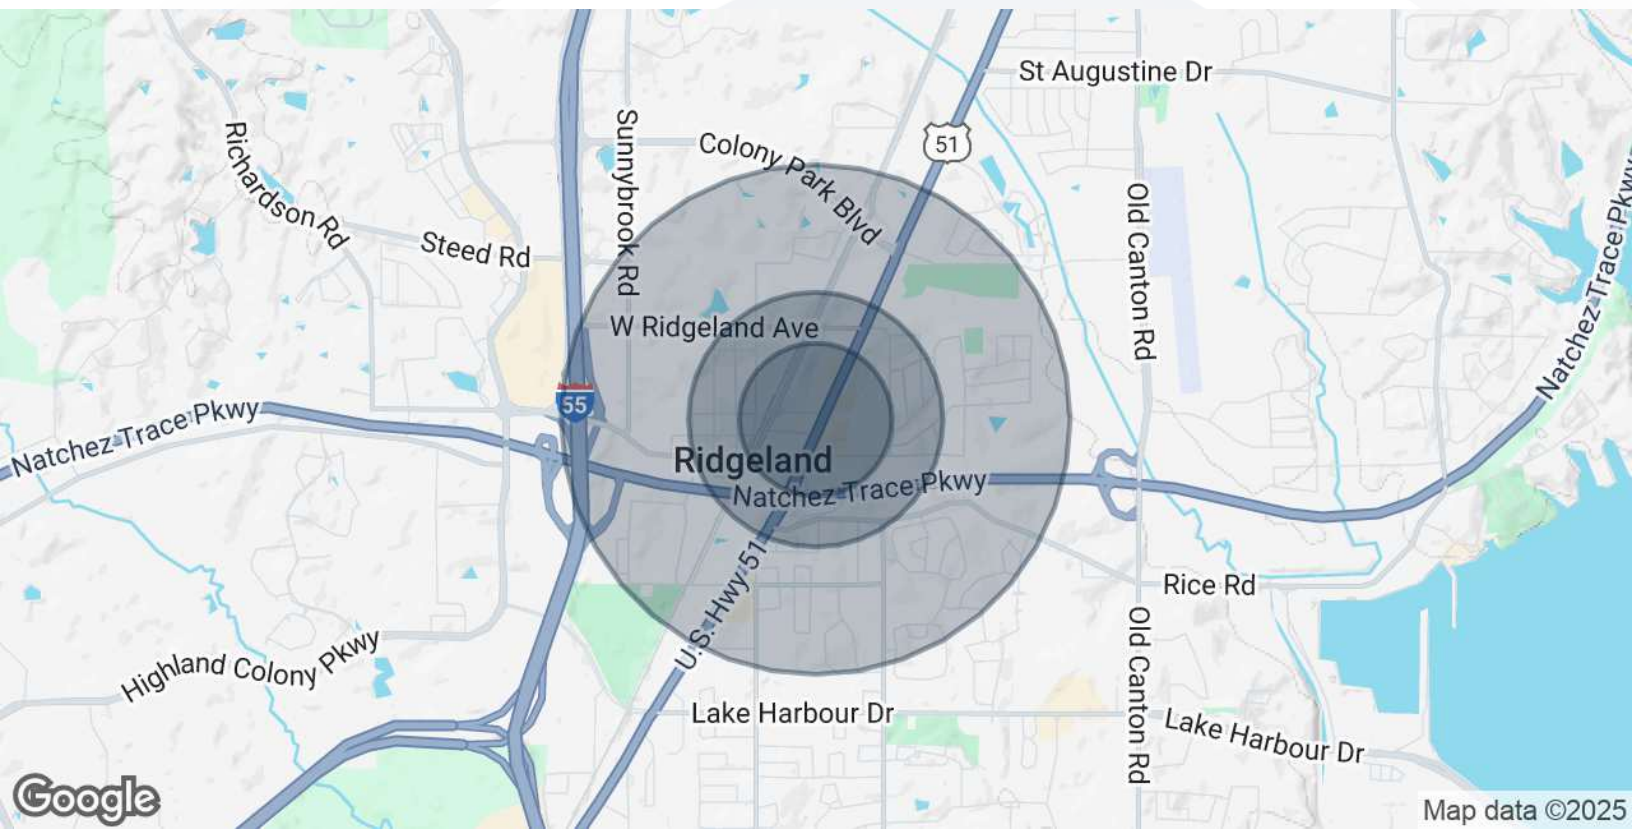 St Augustine Dr
51
Colony Park Blvd
Sunnybrook Rd
Richardson Rd
Steed Rd
Old Canton Rd
Natchez Trace Pkwy
W Ridgeland Ave
55
Natchez Trace Pkwy
Ridgeland
Natchez Trace Pkwy
U.S. Hwy 51
Rice Rd
Old Canton Rd
Highland Colony Pkwy
Lake Harbour Dr
Lake Harbour Dr
Google
Map data ©2025